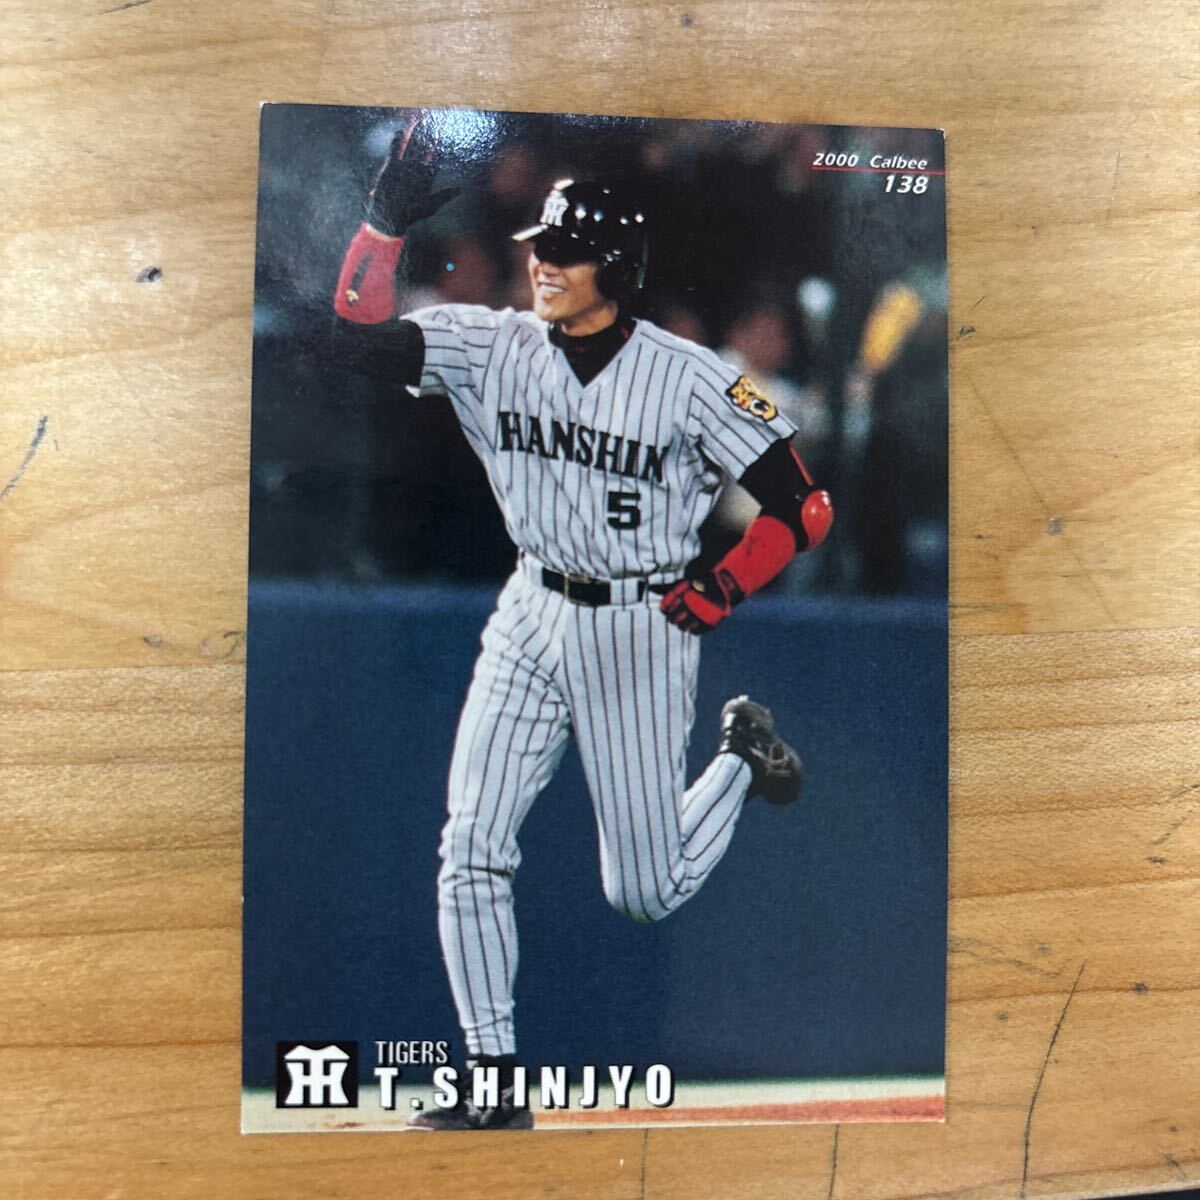 2000 Calbee
138
HANSHIN
5
TIGERS
T.SHINJYO